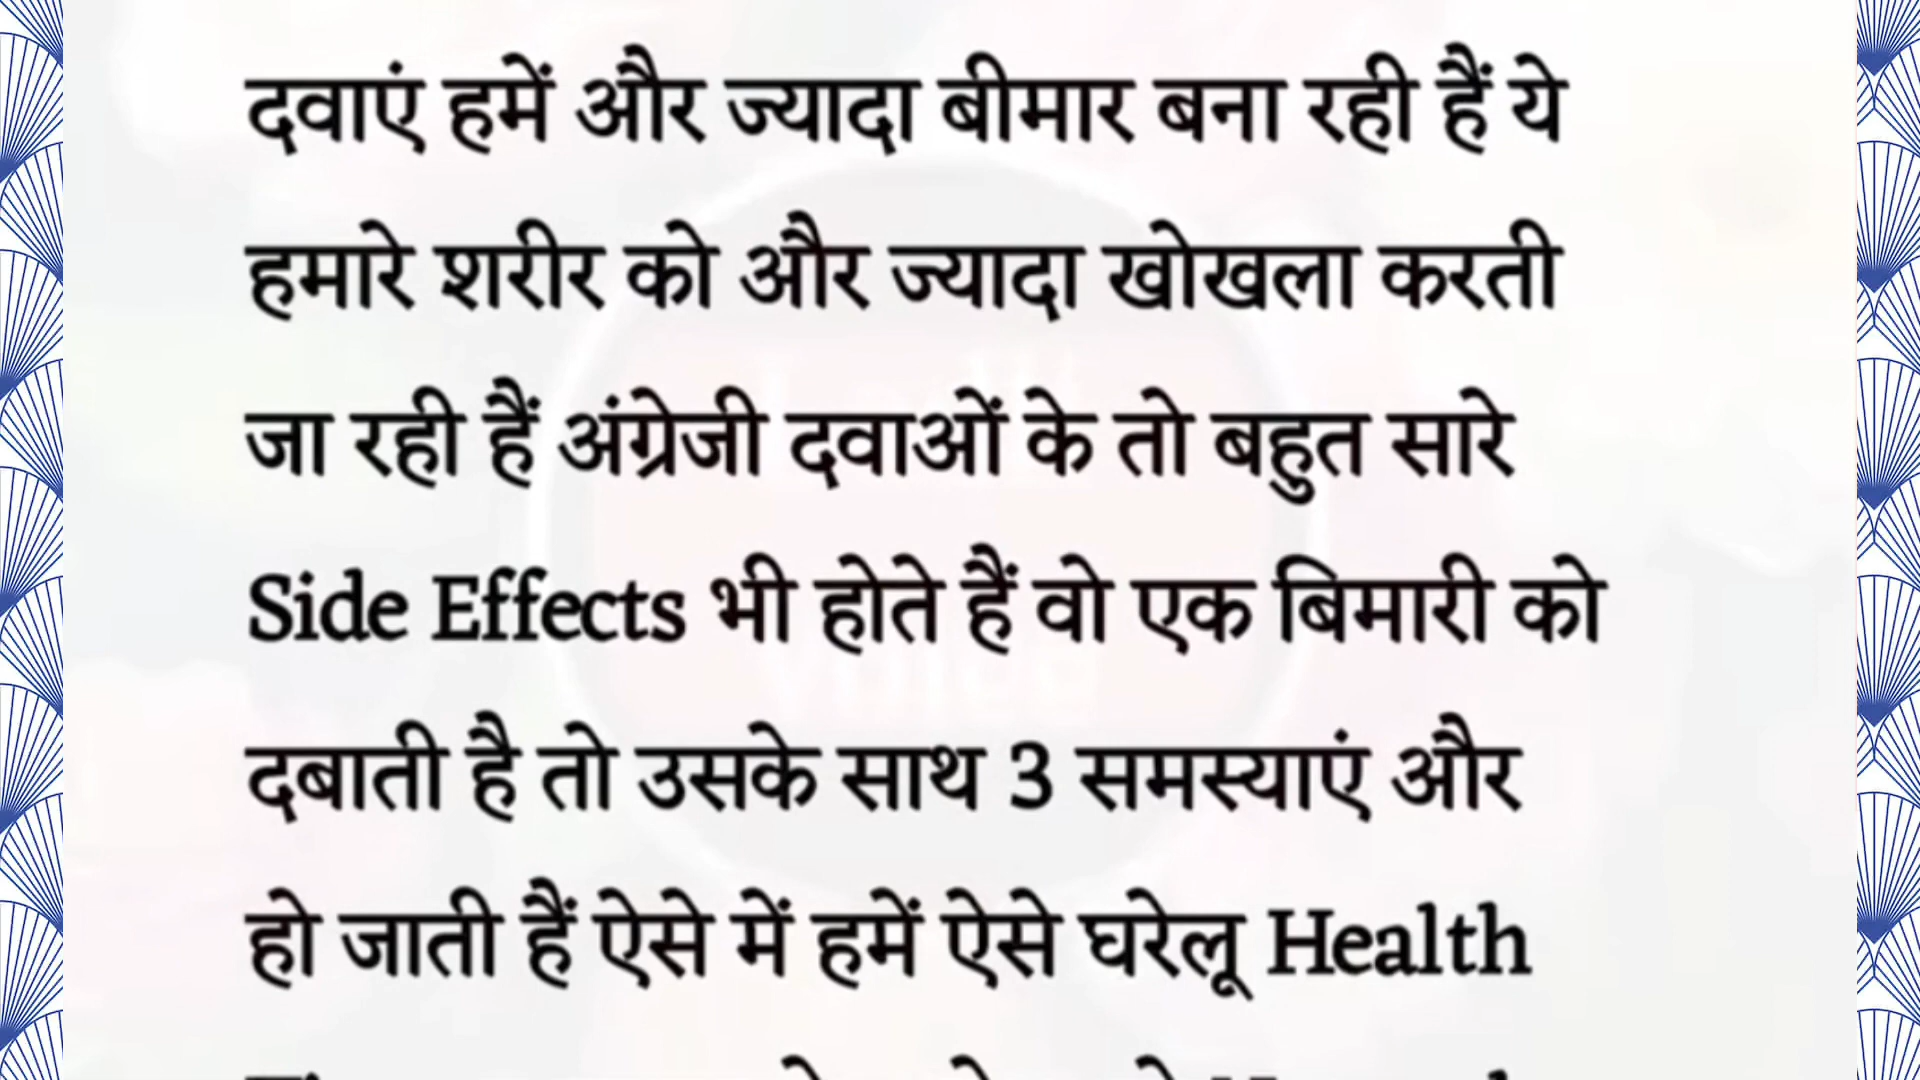 दवाएं हमें और ज्यादा बीमार बना रही हैं ये
हमारे शरीर को और ज्यादा खोखला करती
जा रही हैं अंग्रेजी दवाओं के तो बहुत सारे
Side Effects भी होते हैं वो एक बिमारी को
दबाती है तो उसके साथ 3 समस्याएं और
हो जाती हैं ऐसे में हमें ऐसे घरेलू Health